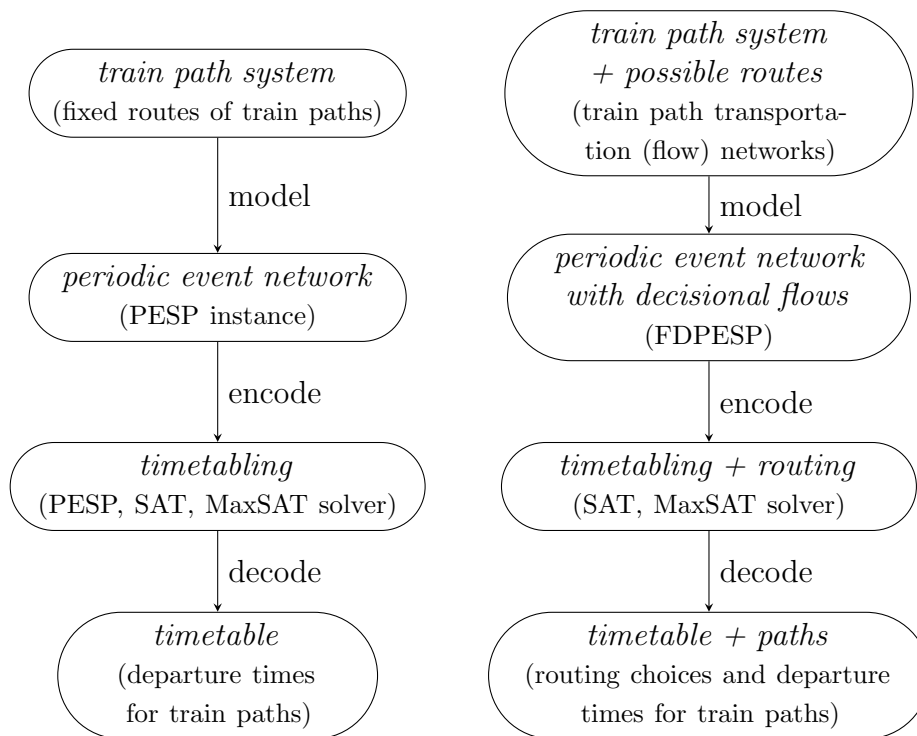 train path system
(fixed routes of train paths)
model
periodic event network
(PESP instance)
encode
timetabling
(PESP, SAT, MaxSAT solver)
decode
timetable
(departure times
for train paths)
train path system
+ possible routes
(train path transporta-
tion (flow) networks)
model
periodic event network
with decisional flows
(FDPESP)
encode
timetabling + routing
(SAT, MaxSAT solver)
decode
timetable + paths
(routing choices and departure
times for train paths)